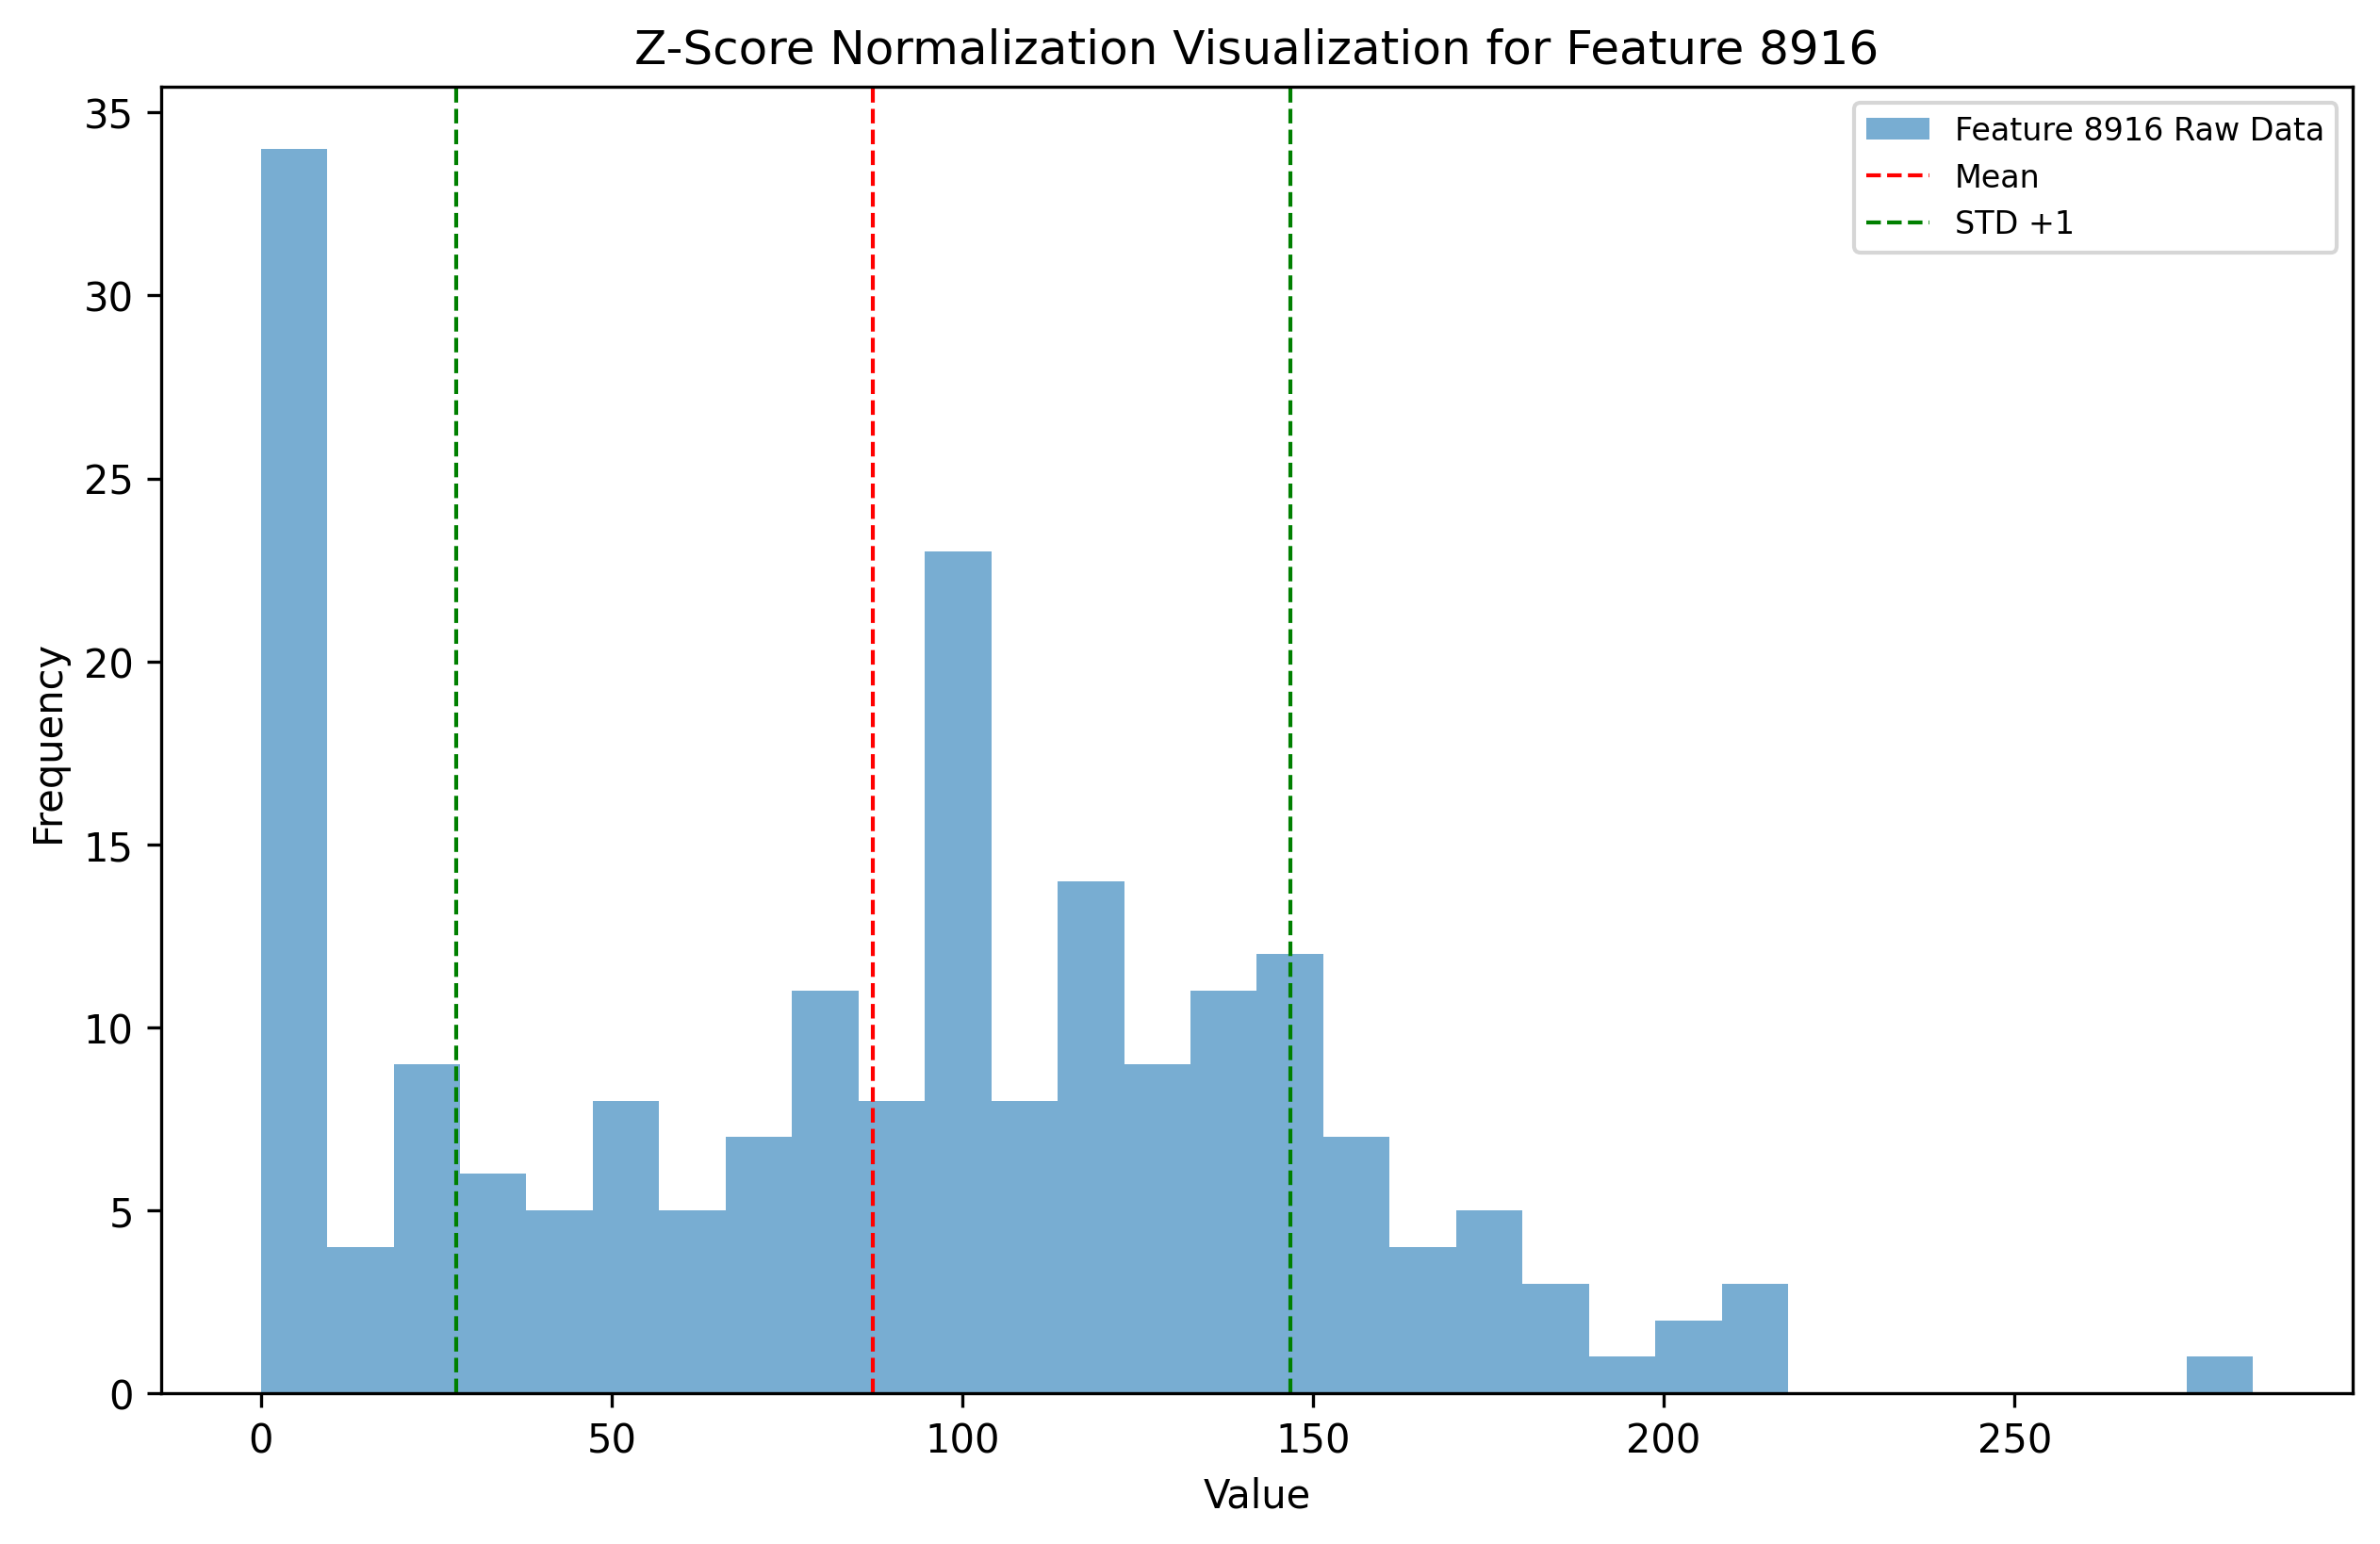 Z-Score Normalization Visualization for Feature 8916
Feature 8916 Raw Data
Mean
STD +1
35
30
25
20
15
10
5
0
Frequency
0 50 100 150 200 250
Value